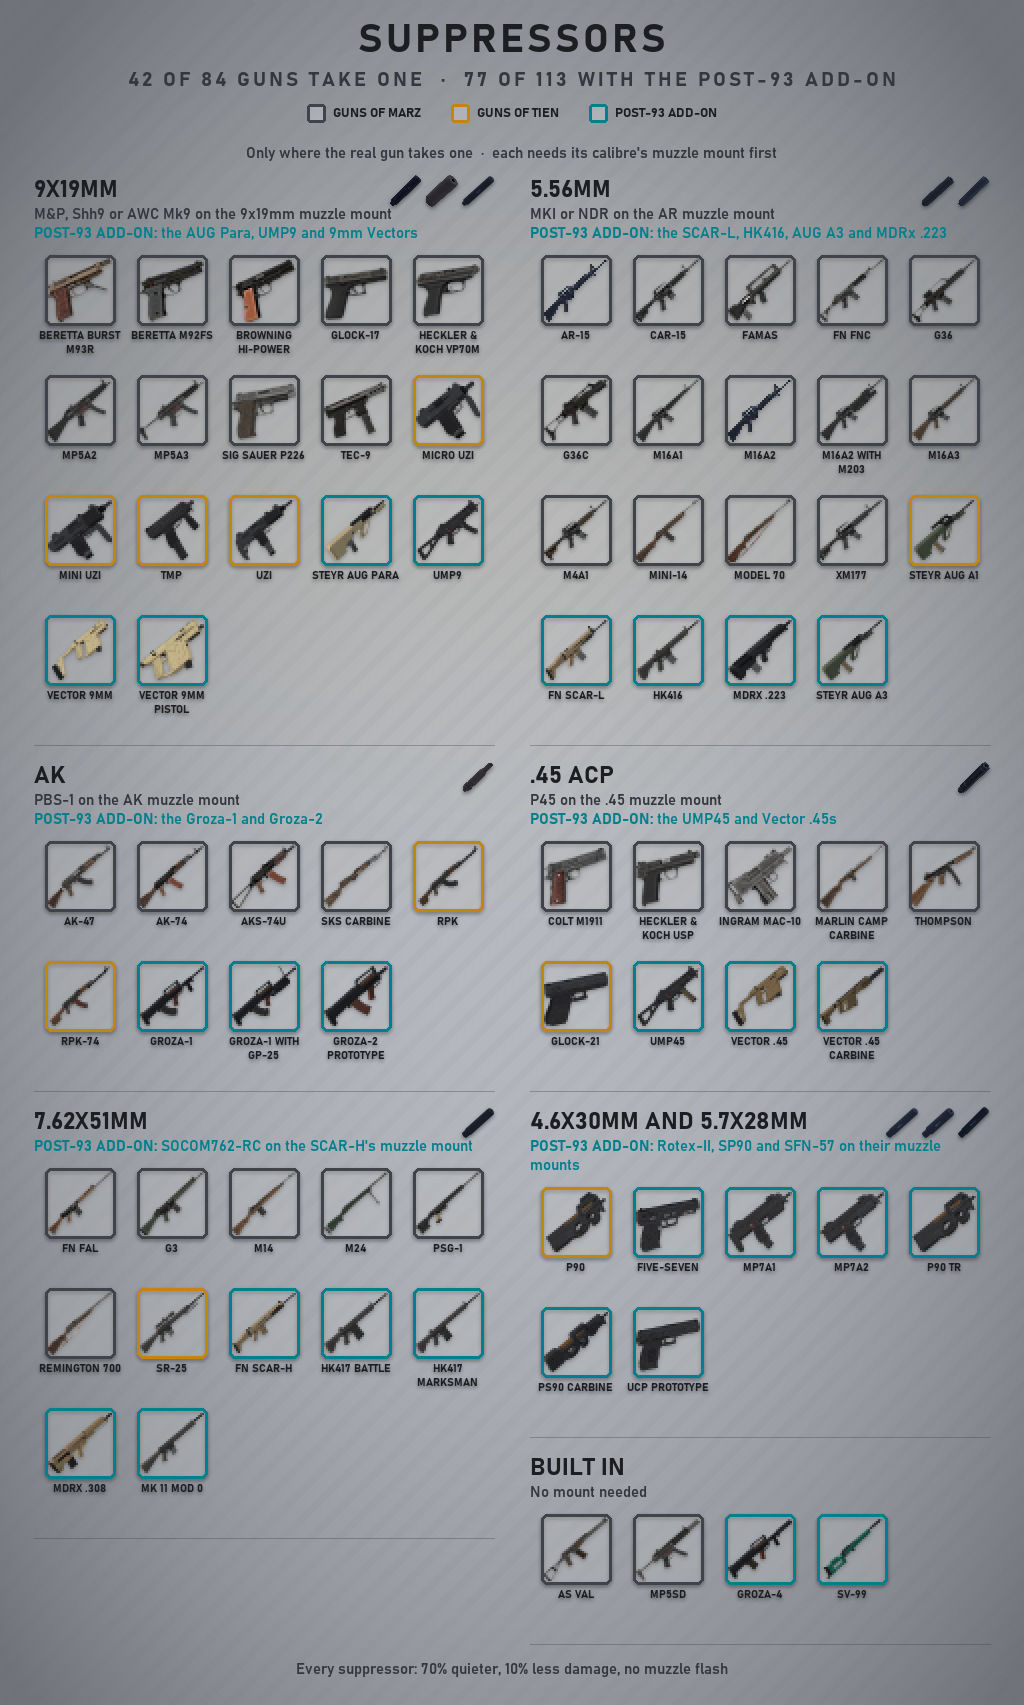 SUPPRESSORS
42 OF 84 GUNS TAKE ONE · 77 OF 113 WITH THE POST-93 ADD-ON
GUNS OF MARZ
GUNS OF TIEN
POST-93 ADD-ON
Only where the real gun takes one · each needs its calibre's muzzle mount first
9X19MM
M&P, Shh9 or AWC Mk9 on the 9x19mm muzzle mount
POST-93 ADD-ON: the AUG Para, UMP9 and 9mm Vectors
BERETTA BURST
M93R
BERETTA M92FS
BROWNING
HI-POWER
GLOCK-17
HECKLER &
KOCH VP70M
MP5A2
MP5A3
SIG SAUER P226
TEC-9
MICRO UZI
MINI UZI
TMP
UZI
STEYR AUG PARA
UMP9
VECTOR 9MM
VECTOR 9MM
PISTOL
5.56MM
MKI or NDR on the AR muzzle mount
POST-93 ADD-ON: the SCAR-L, HK416, AUG A3 and MDRx .223
AR-15
CAR-15
FAMAS
FN FNC
G36
G36C
M16A1
M16A2
M16A2 WITH
M203
M16A3
M4A1
MINI-14
MODEL 70
XM177
STEYR AUG A1
FN SCAR-L
HK416
MDRX .223
STEYR AUG A3
AK
PBS-1 on the AK muzzle mount
POST-93 ADD-ON: the Groza-1 and Groza-2
AK-47
AK-74
AKS-74U
SKS CARBINE
RPK
RPK-74
GROZA-1
GROZA-1 WITH
GP-25
GROZA-2
PROTOTYPE
.45 ACP
P45 on the .45 muzzle mount
POST-93 ADD-ON: the UMP45 and Vector .45s
COLT M1911
HECKLER &
KOCH USP
INGRAM MAC-10
MARLIN CAMP
CARBINE
THOMPSON
GLOCK-21
UMP45
VECTOR .45
VECTOR .45
CARBINE
7.62X51MM
POST-93 ADD-ON: SOCOM762-RC on the SCAR-H's muzzle mount
FN FAL
G3
M14
M24
PSG-1
REMINGTON 700
SR-25
FN SCAR-H
HK417 BATTLE
HK417
MARKSMAN
MDRX .308
MK 11 MOD 0
4.6X30MM AND 5.7X28MM
POST-93 ADD-ON: Rotex-II, SP90 and SFN-57 on their muzzle
mounts
P90
FIVE-SEVEN
MP7A1
MP7A2
P90 TR
PS90 CARBINE
UCP PROTOTYPE
BUILT IN
No mount needed
AS VAL
MP5SD
GROZA-4
SV-99
Every suppressor: 70% quieter, 10% less damage, no muzzle flash